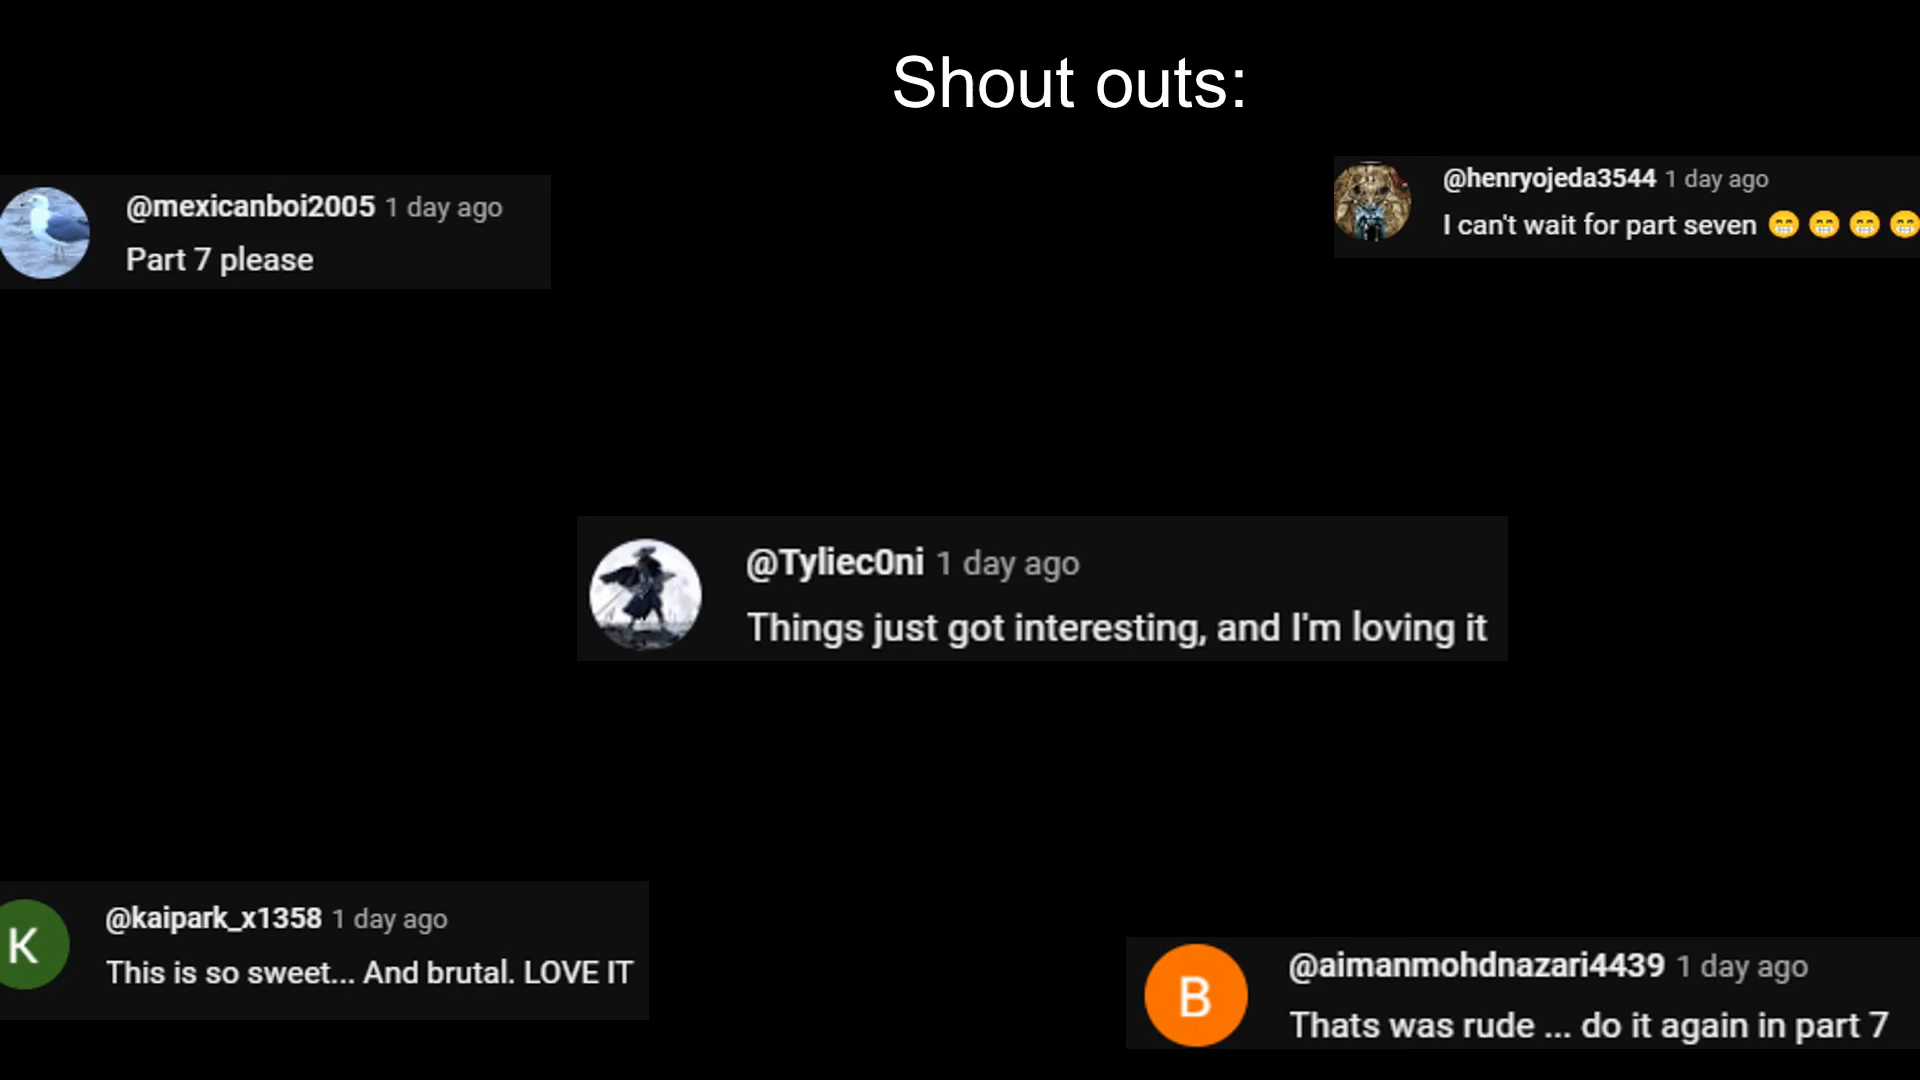 Shout outs:
@mexicanboi2005 1 day ago
Part 7 please
@henryojeda3544 1 day ago
I can't wait for part seven 😁😁😁😁
@Tyliec0ni 1 day ago
Things just got interesting, and I'm loving it
K
@kaipark_x1358 1 day ago
This is so sweet... And brutal. LOVE IT
B
@aimanmohdnazari4439 1 day ago
Thats was rude ... do it again in part 7